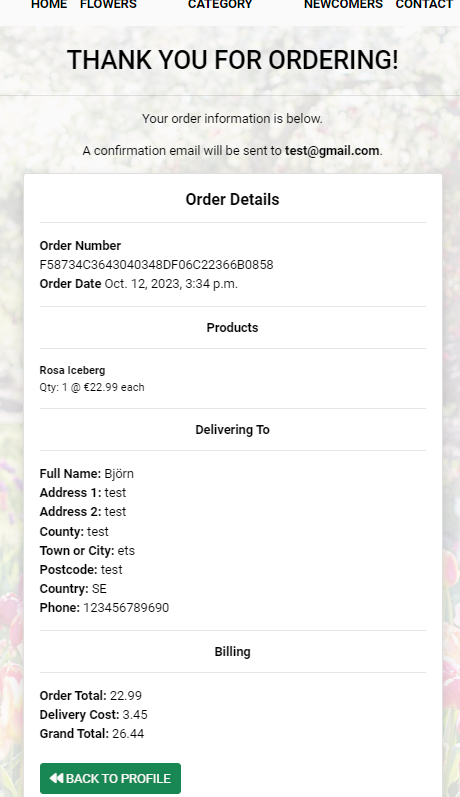 HOME FLOWERS CATEGORY NEWCOMERS CONTACT
THANK YOU FOR ORDERING!
Your order information is below.
A confirmation email will be sent to test@gmail.com.
Order Details
Order Number
F58734C3643040348DF06C22366B0858
Order Date Oct. 12, 2023, 3:34 p.m.
Products
Rosa Iceberg
Qty: 1 @ €22.99 each
Delivering To
Full Name: Björn
Address 1: test
Address 2: test
County: test
Town or City: ets
Postcode: test
Country: SE
Phone: 123456789690
Billing
Order Total: 22.99
Delivery Cost: 3.45
Grand Total: 26.44
BACK TO PROFILE